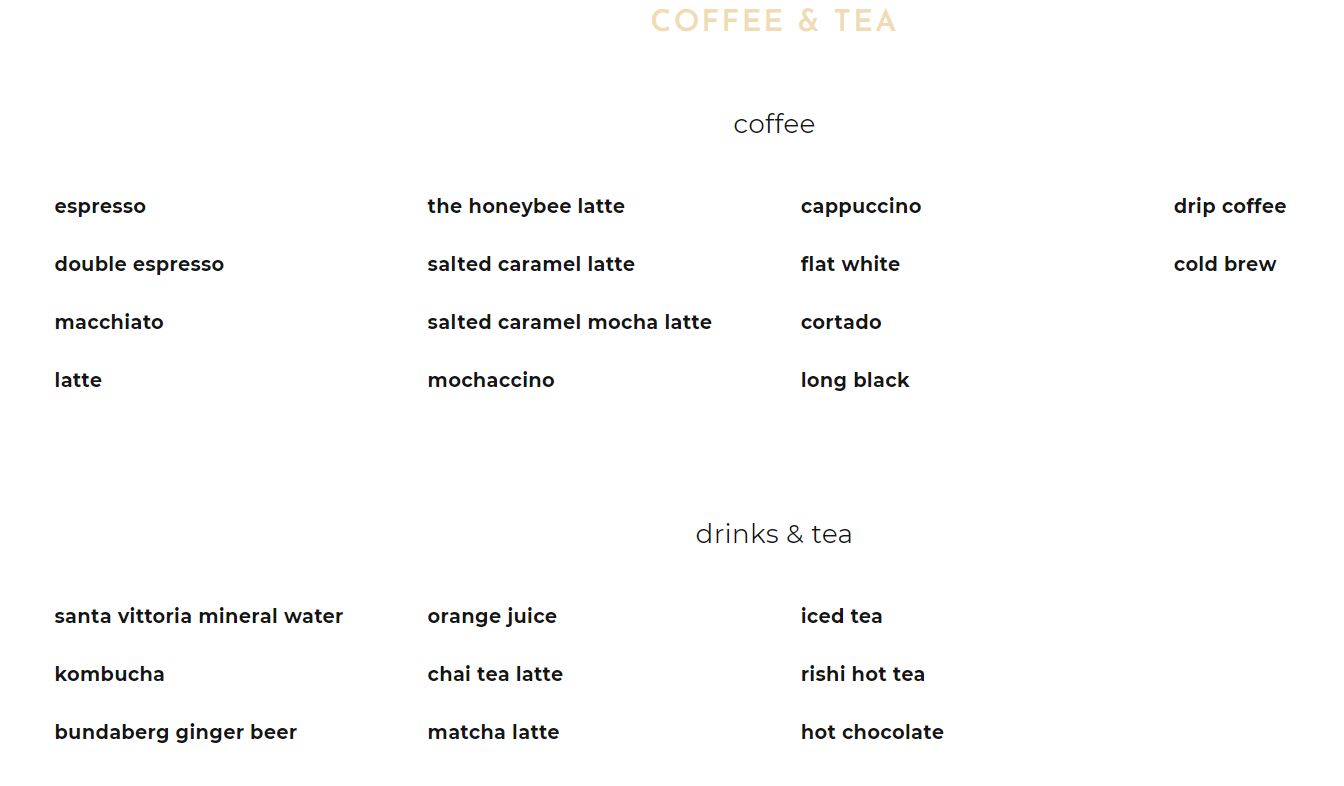 COFFEE & TEA
coffee
espresso
the honeybee latte
cappuccino
drip coffee
double espresso
salted caramel latte
flat white
cold brew
macchiato
salted caramel mocha latte
cortado
latte
mochaccino
long black
drinks & tea
santa vittoria mineral water
orange juice
iced tea
kombucha
chai tea latte
rishi hot tea
bundaberg ginger beer
matcha latte
hot chocolate